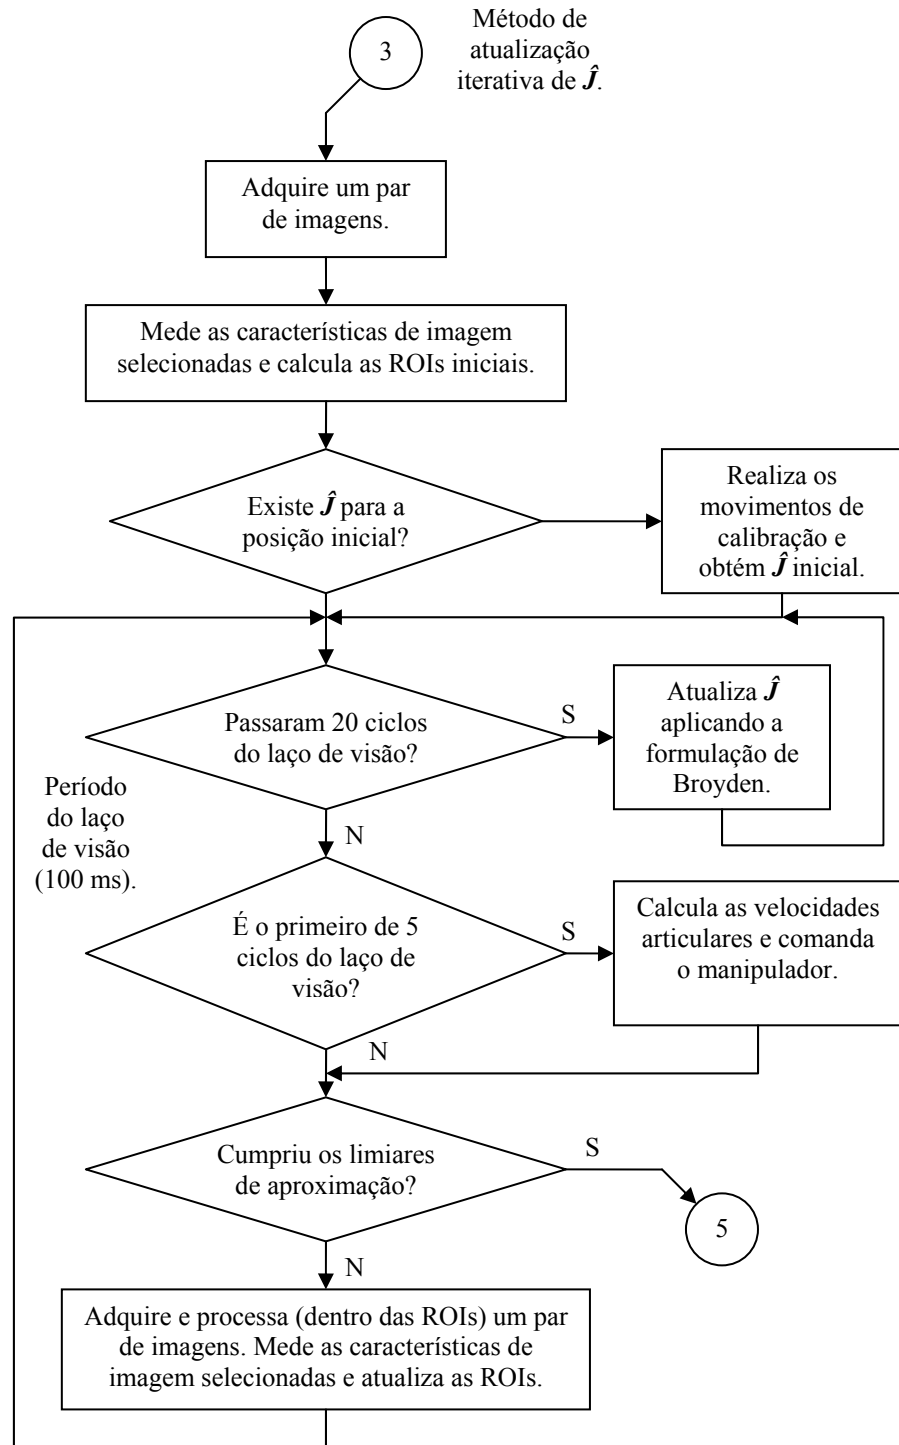 3
Método de
atualização
iterativa de Ĵ.
Adquire um par
de imagens.
Mede as características de imagem
selecionadas e calcula as ROIs iniciais.
Existe Ĵ para a
posição inicial?
Realiza os
movimentos de
calibração e
obtém Ĵ inicial.
Passaram 20 ciclos
do laço de visão?
S
Atualiza Ĵ
aplicando a
formulação de
Broyden.
Período
do laço
de visão
(100 ms).
N
É o primeiro de 5
ciclos do laço de
visão?
S
Calcula as velocidades
articulares e comanda
o manipulador.
N
Cumpriu os limiares
de aproximação?
S
5
N
Adquire e processa (dentro das ROIs) um par
de imagens. Mede as características de
imagem selecionadas e atualiza as ROIs.